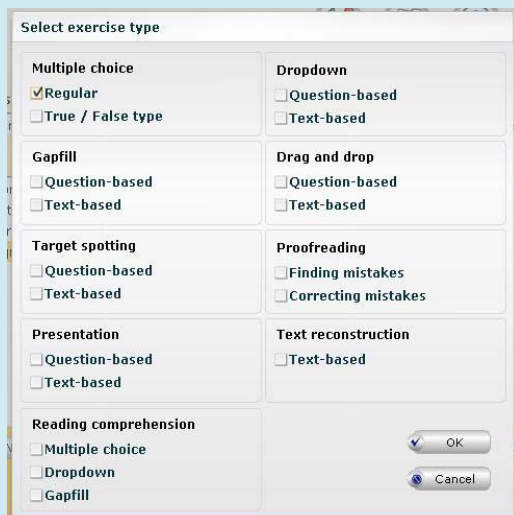 Select exercise type
Multiple choice
Regular
True / False type
Dropdown
Question-based
Text-based
Gapfill
Question-based
Text-based
Drag and drop
Question-based
Text-based
Target spotting
Question-based
Text-based
Proofreading
Finding mistakes
Correcting mistakes
Presentation
Question-based
Text-based
Text reconstruction
Text-based
Reading comprehension
Multiple choice
Dropdown
Gapfill
OK
Cancel